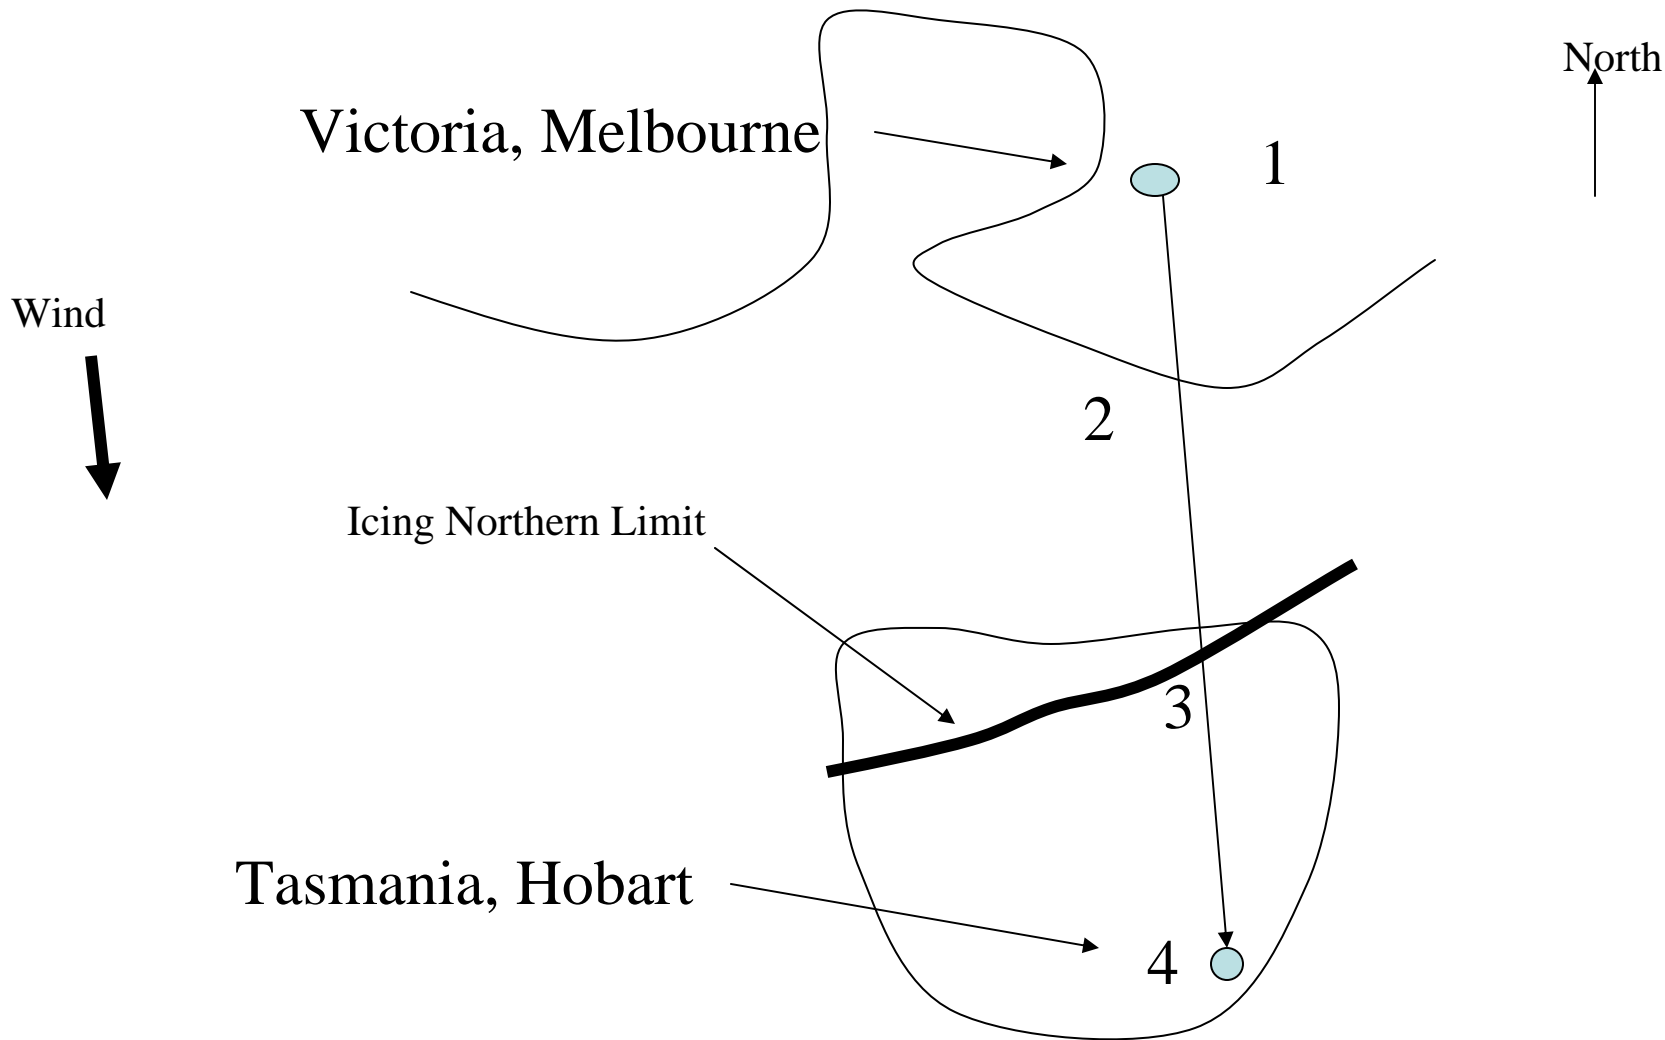 North
Victoria, Melbourne
1
Wind
2
Icing Northern Limit
3
Tasmania, Hobart
4